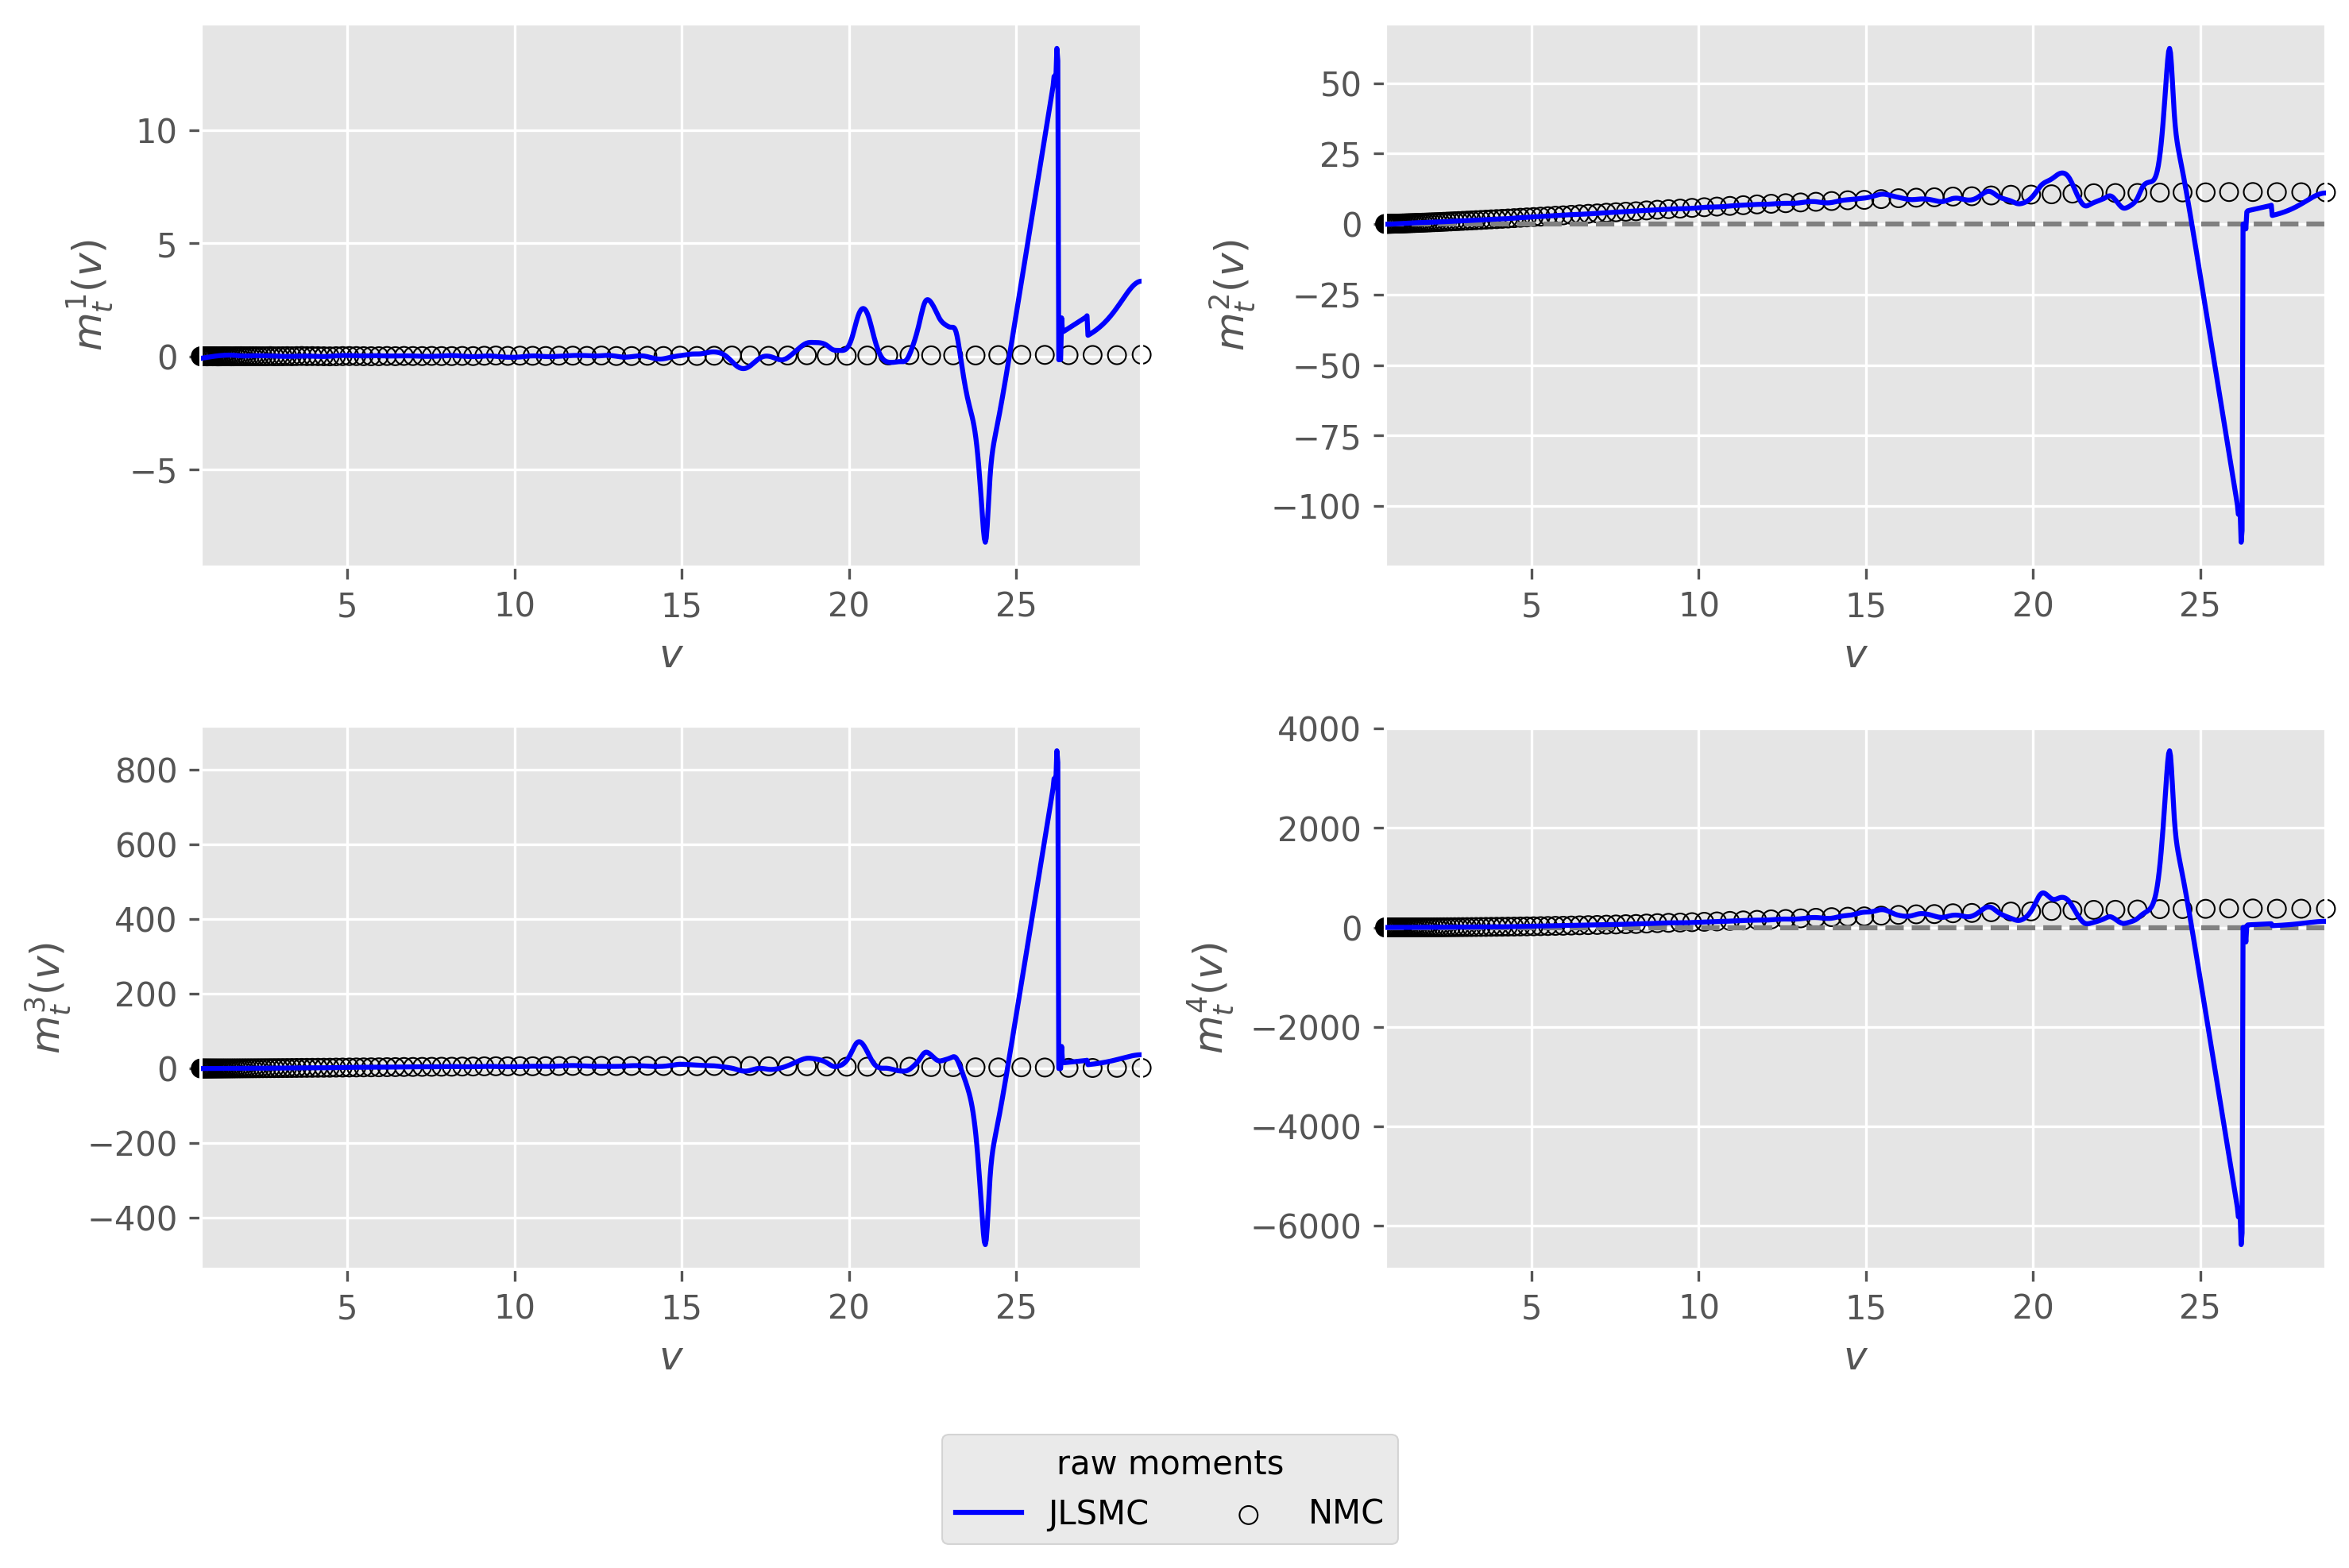 10
5
0
−5
m_t^1(v)
5 10 15 20 25
v
50
25
0
−25
−50
−75
−100
m_t^2(v)
5 10 15 20 25
v
800
600
400
200
0
−200
−400
m_t^3(v)
5 10 15 20 25
v
4000
2000
0
−2000
−4000
−6000
m_t^4(v)
5 10 15 20 25
v
raw moments
JLSMC NMC